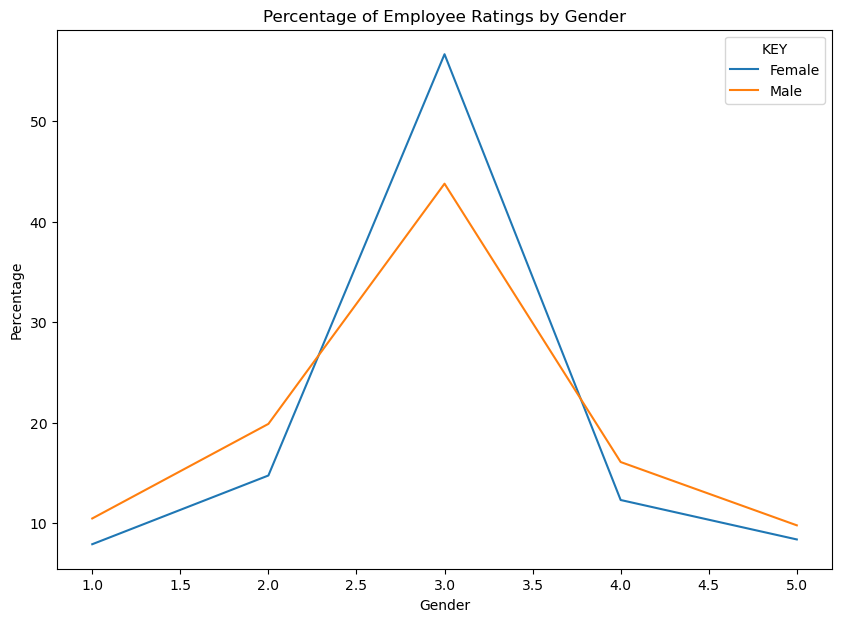 Percentage of Employee Ratings by Gender
KEY
Female
Male
Percentage
50
40
30
20
10
1.0 1.5 2.0 2.5 3.0 3.5 4.0 4.5 5.0
Gender